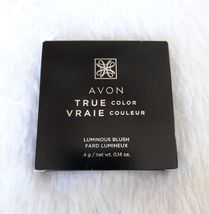 AVON
TRUE COLOR
VRAIE COULEUR
LUMINOUS BLUSH
FARD LUMINEUX
4 g / net wt. 0.14 oz.